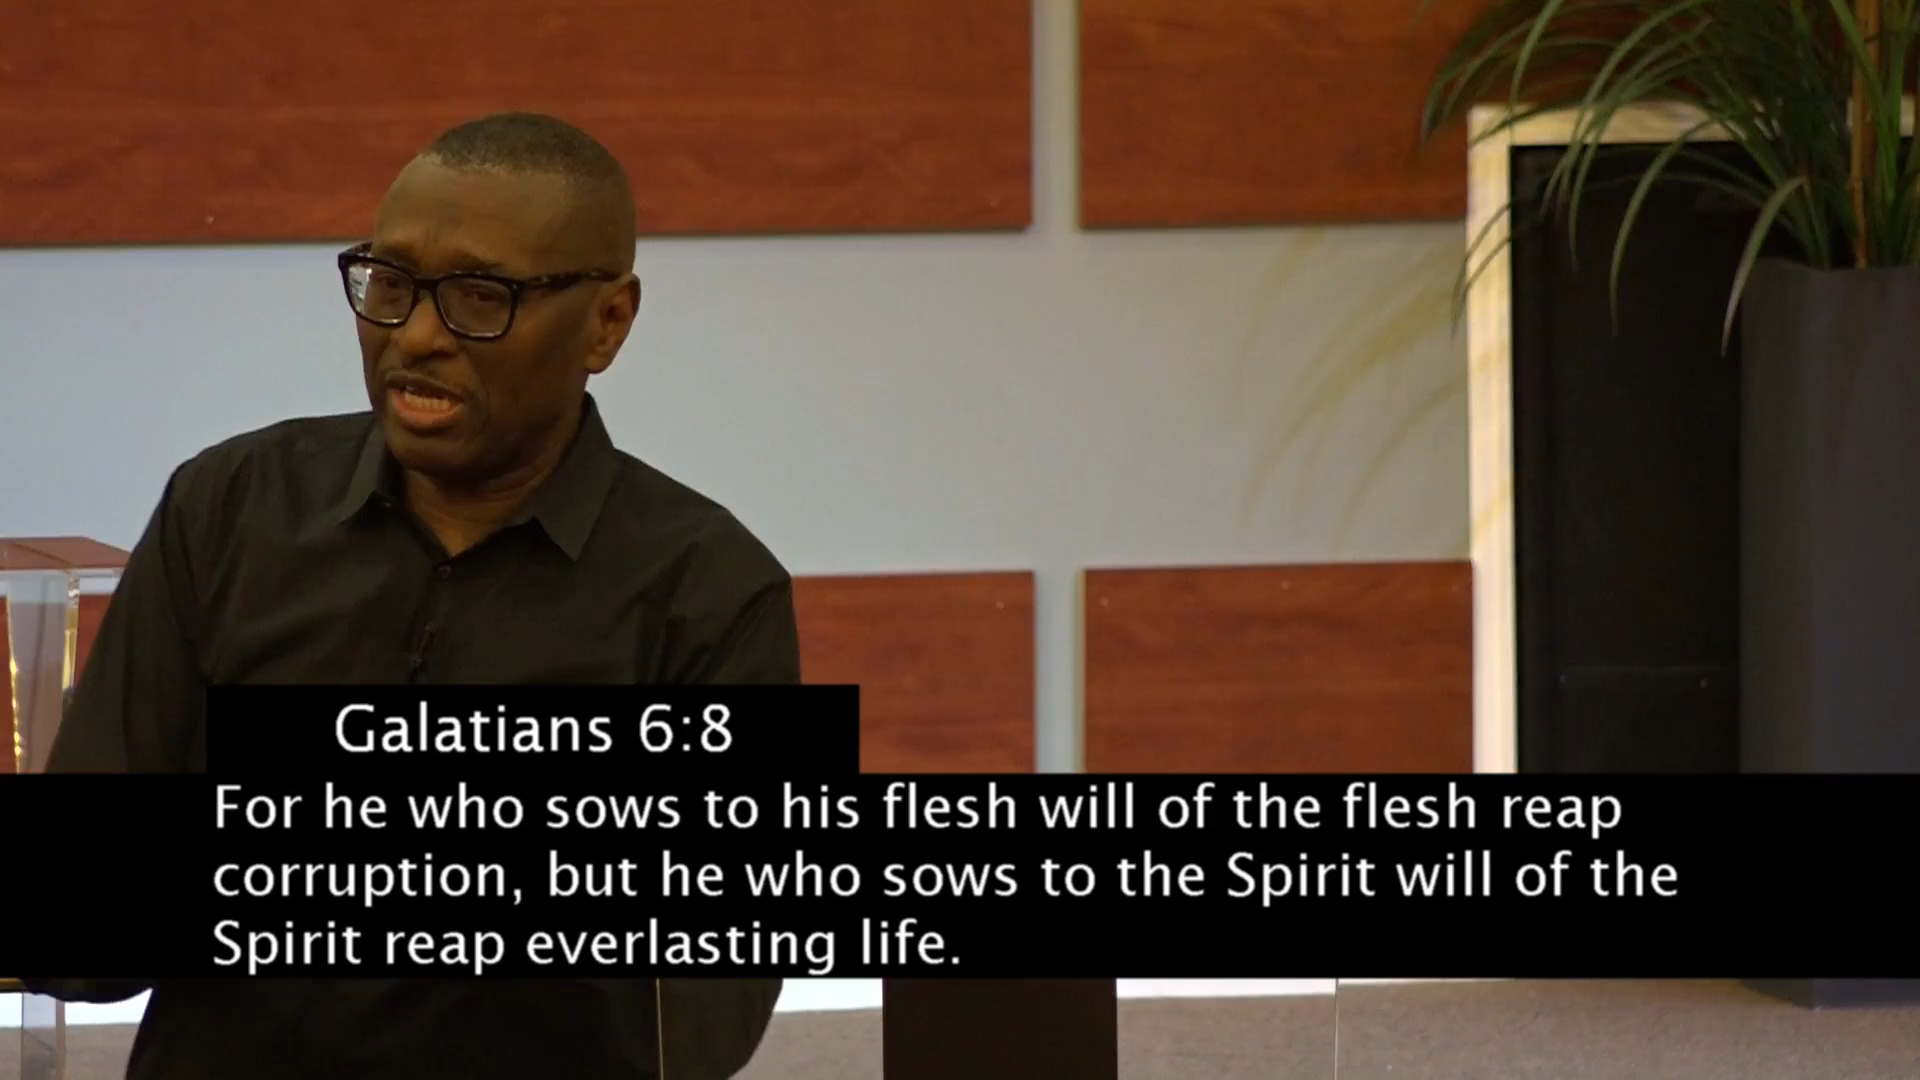 Galatians 6:8
For he who sows to his flesh will of the flesh reap
corruption, but he who sows to the Spirit will of the
Spirit reap everlasting life.